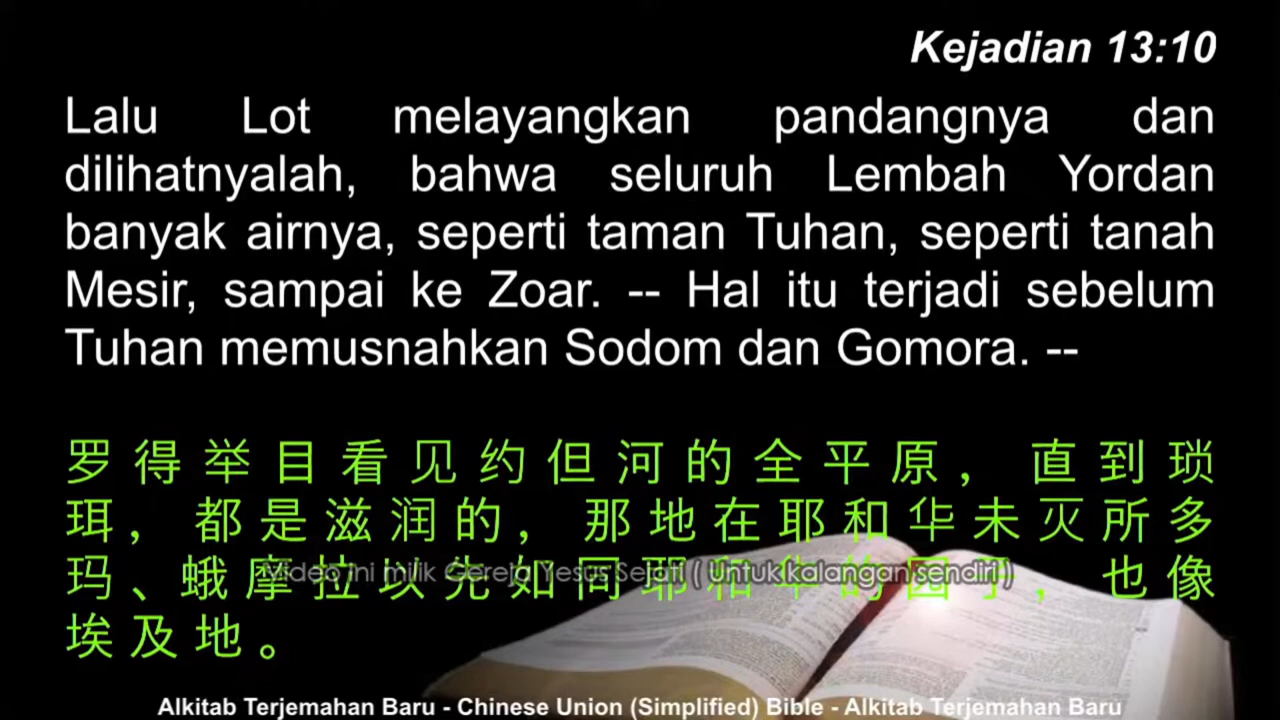 Kejadian 13:10
Lalu Lot melayangkan pandangnya dan
dilihatnyalah, bahwa seluruh Lembah Yordan
banyak airnya, seperti taman Tuhan, seperti tanah
Mesir, sampai ke Zoar. -- Hal itu terjadi sebelum
Tuhan memusnahkan Sodom dan Gomora. --
罗得举目看见约但河的全平原，直到琐
珥，都是滋润的，那地在耶和华未灭所多
玛、蛾摩拉以先如同耶和华的园子，也像
Video ini milik Gereja Yesus Sejati ( Untuk kalangan sendiri )
埃及地。
Alkitab Terjemahan Baru - Chinese Union (Simplified) Bible - Alkitab Terjemahan Baru